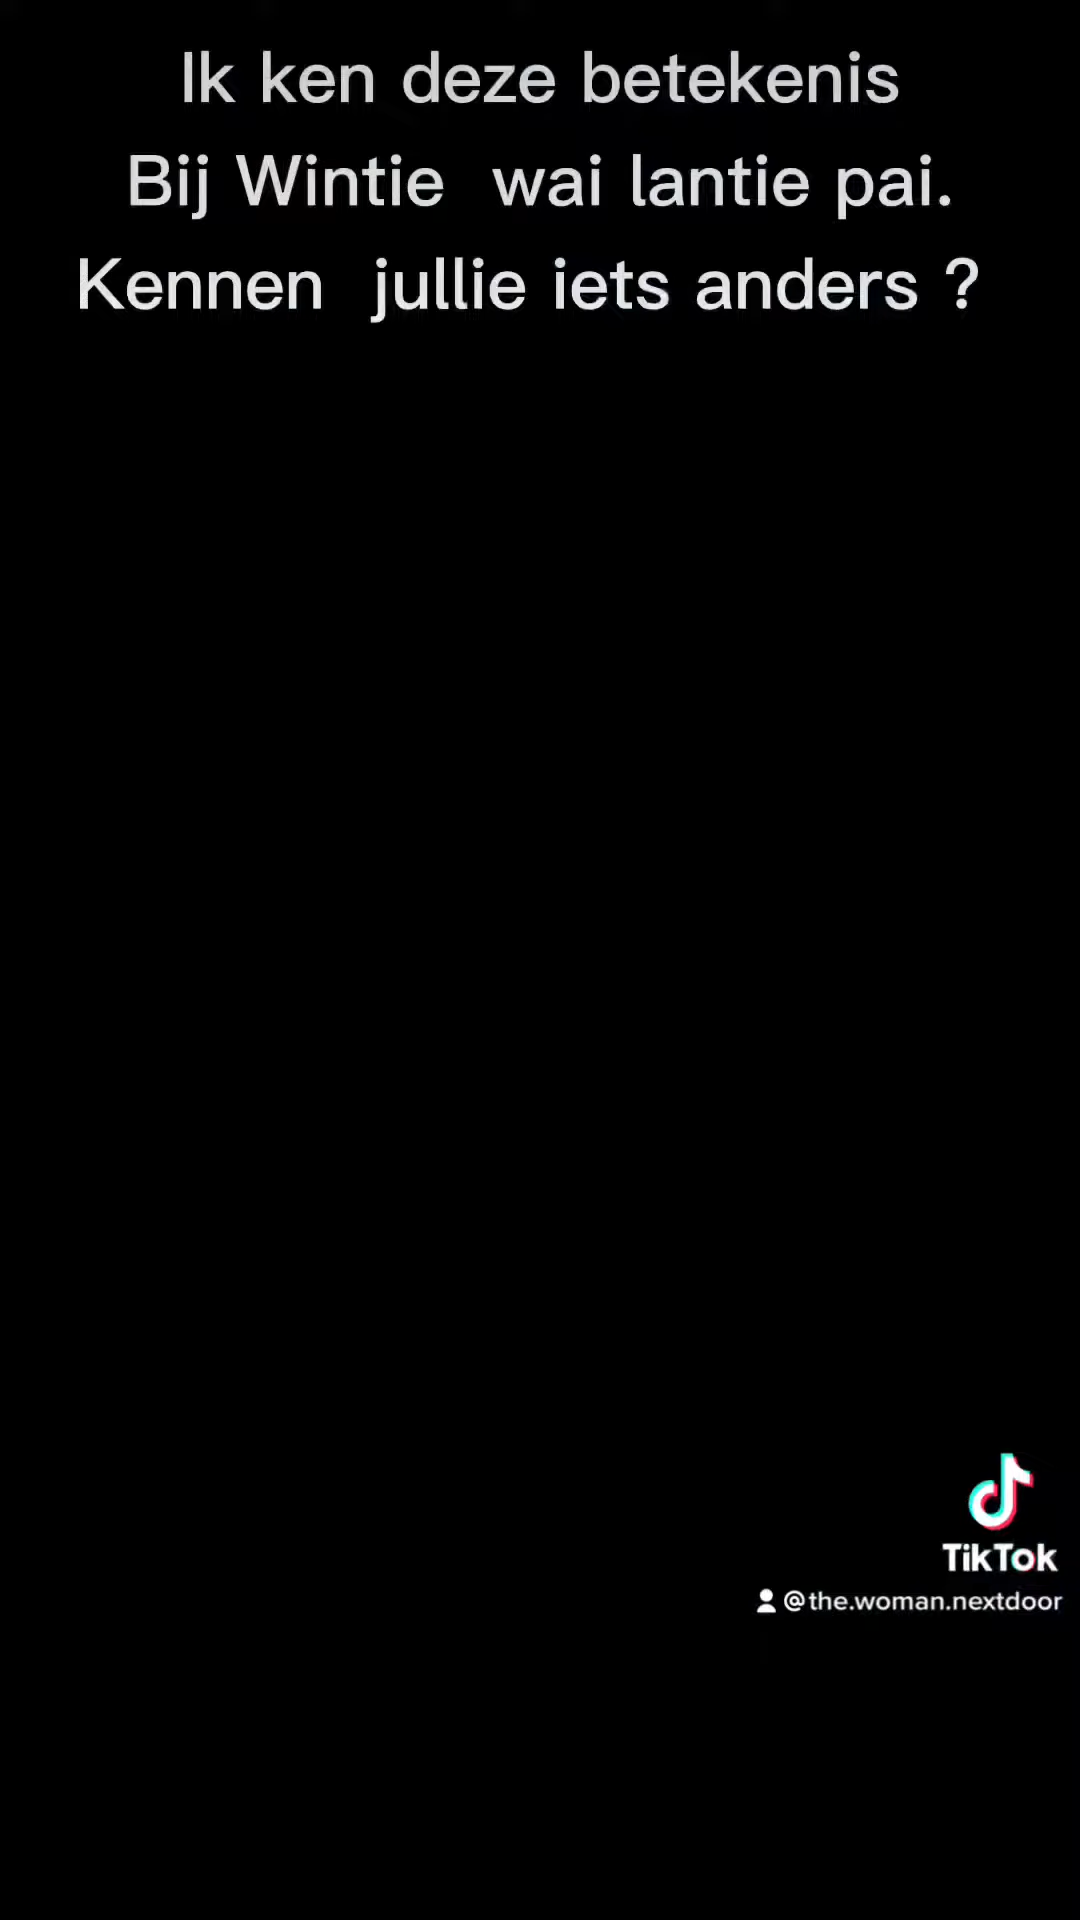 Ik ken deze betekenis
Bij Wintie wai lantie pai.
Kennen jullie iets anders ?
TikTok
@the.woman.nextdoor